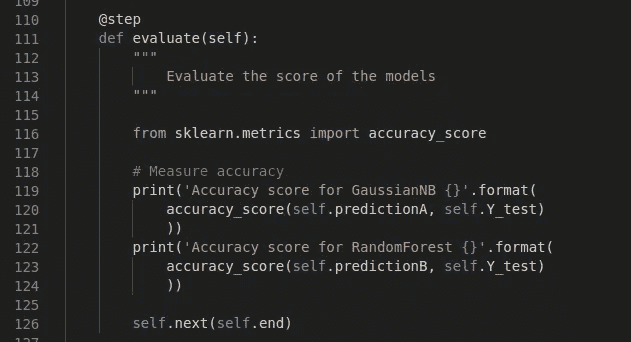 109
110 @step
111 def evaluate(self):
112 """
113 Evaluate the score of the models
114 """
115
116 from sklearn.metrics import accuracy_score
117
118 # Measure accuracy
119 print('Accuracy score for GaussianNB {}'.format(
120 accuracy_score(self.predictionA, self.Y_test)
121 ))
122 print('Accuracy score for RandomForest {}'.format(
123 accuracy_score(self.predictionB, self.Y_test)
124 ))
125
126 self.next(self.end)
127